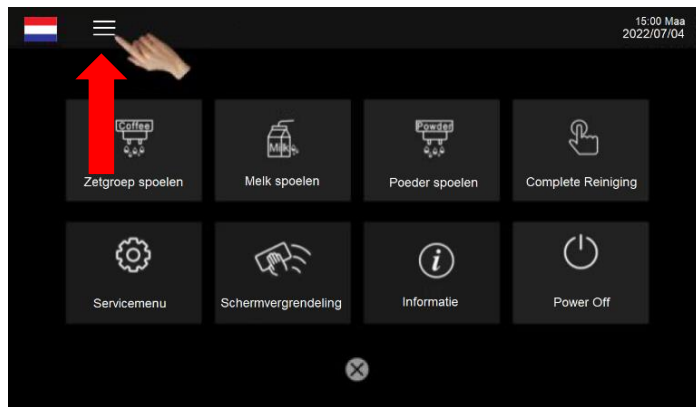 15:00 Maa
2022/07/04
Coffee
Milk
Powder
Zetgroep spoelen
Melk spoelen
Poeder spoelen
Complete Reiniging
Servicemenu
Schermvergrendeling
Informatie
Power Off